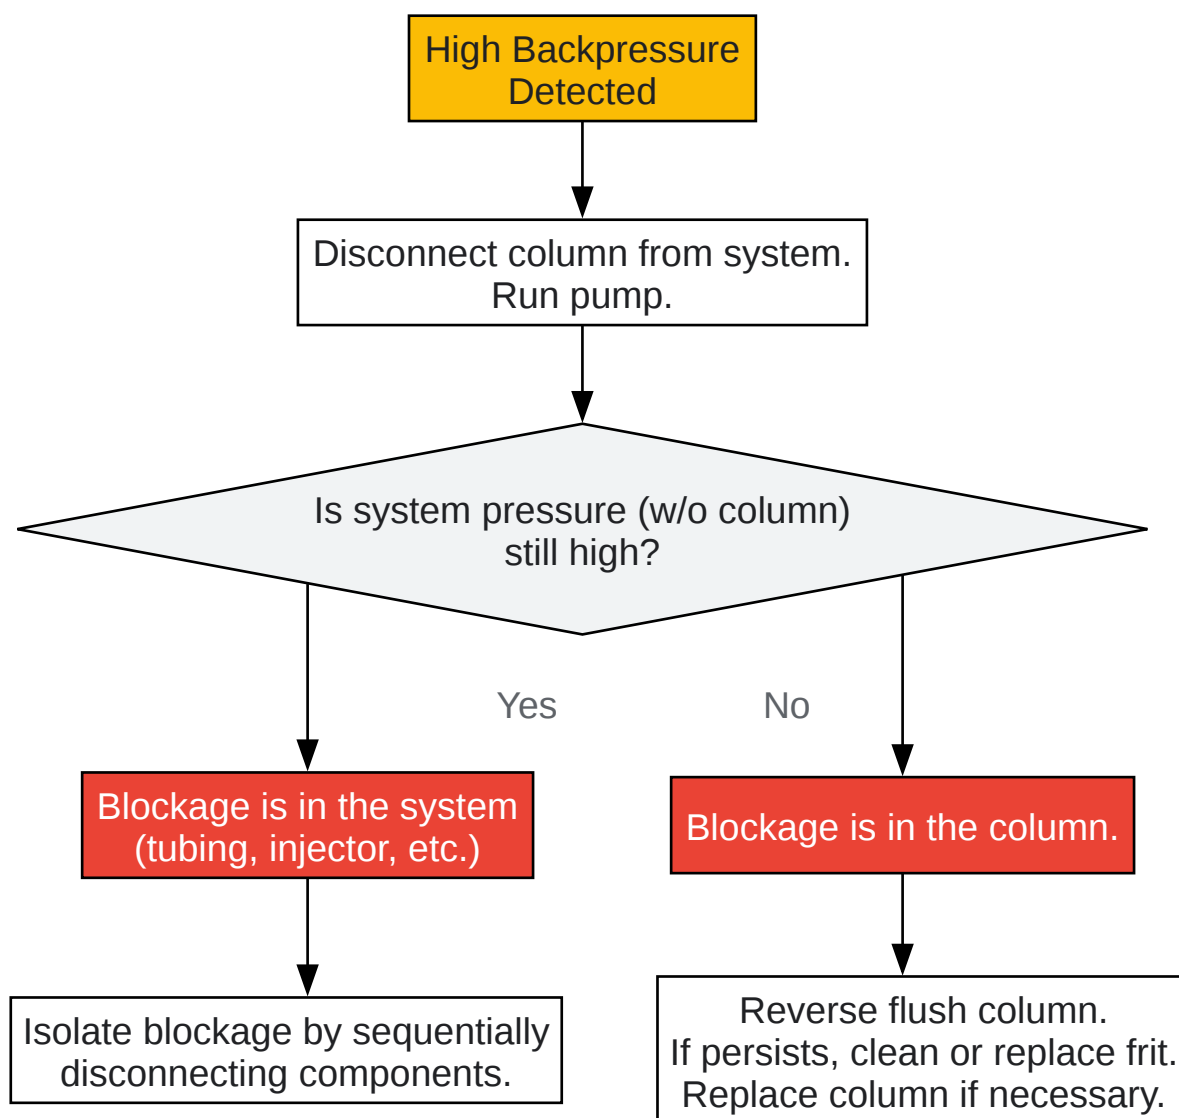 High Backpressure
Detected
Disconnect column from system.
Run pump.
Is system pressure (w/o column)
still high?
Yes
No
Blockage is in the system
(tubing, injector, etc.)
Blockage is in the column.
Isolate blockage by sequentially
disconnecting components.
Reverse flush column.
If persists, clean or replace frit.
Replace column if necessary.